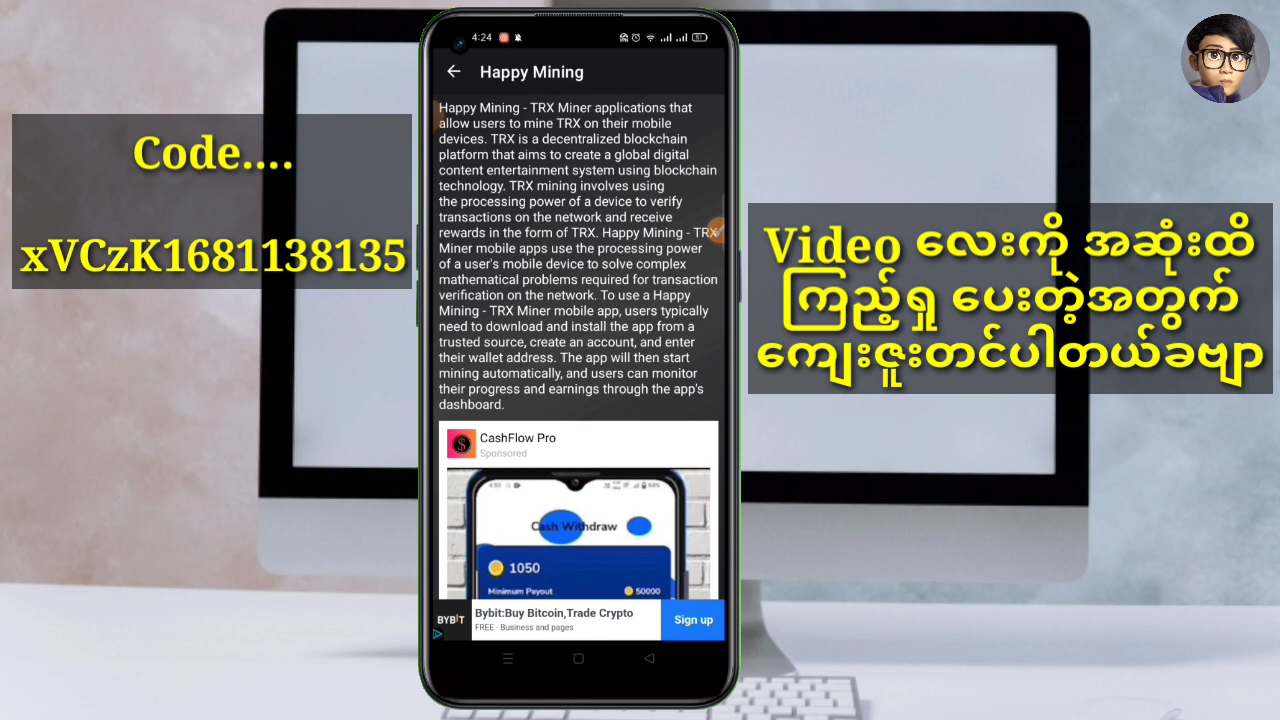 Code....
xVCzK1681138135
4:24
61
Happy Mining
Happy Mining - TRX Miner applications that
allow users to mine TRX on their mobile
devices. TRX is a decentralized blockchain
platform that aims to create a global digital
content entertainment system using blockchain
technology. TRX mining involves using
the processing power of a device to verify
transactions on the network and receive
rewards in the form of TRX. Happy Mining - TRX
Miner mobile apps use the processing power
of a user's mobile device to solve complex
mathematical problems required for transaction
verification on the network. To use a Happy
Mining - TRX Miner mobile app, users typically
need to download and install the app from a
trusted source, create an account, and enter
their wallet address. The app will then start
mining automatically, and users can monitor
their progress and earnings through the app's
dashboard.
CashFlow Pro
Sponsored
Cash Withdraw
1050
Minimum Payout 50000
BYBIT
Bybit:Buy Bitcoin,Trade Crypto
FREE · Business and pages
Sign up
Video လေးကို အဆုံးထိ
ကြည့်ရှု ပေးတဲ့အတွက်
ကျေးဇူးတင်ပါတယ်ခဗျာ